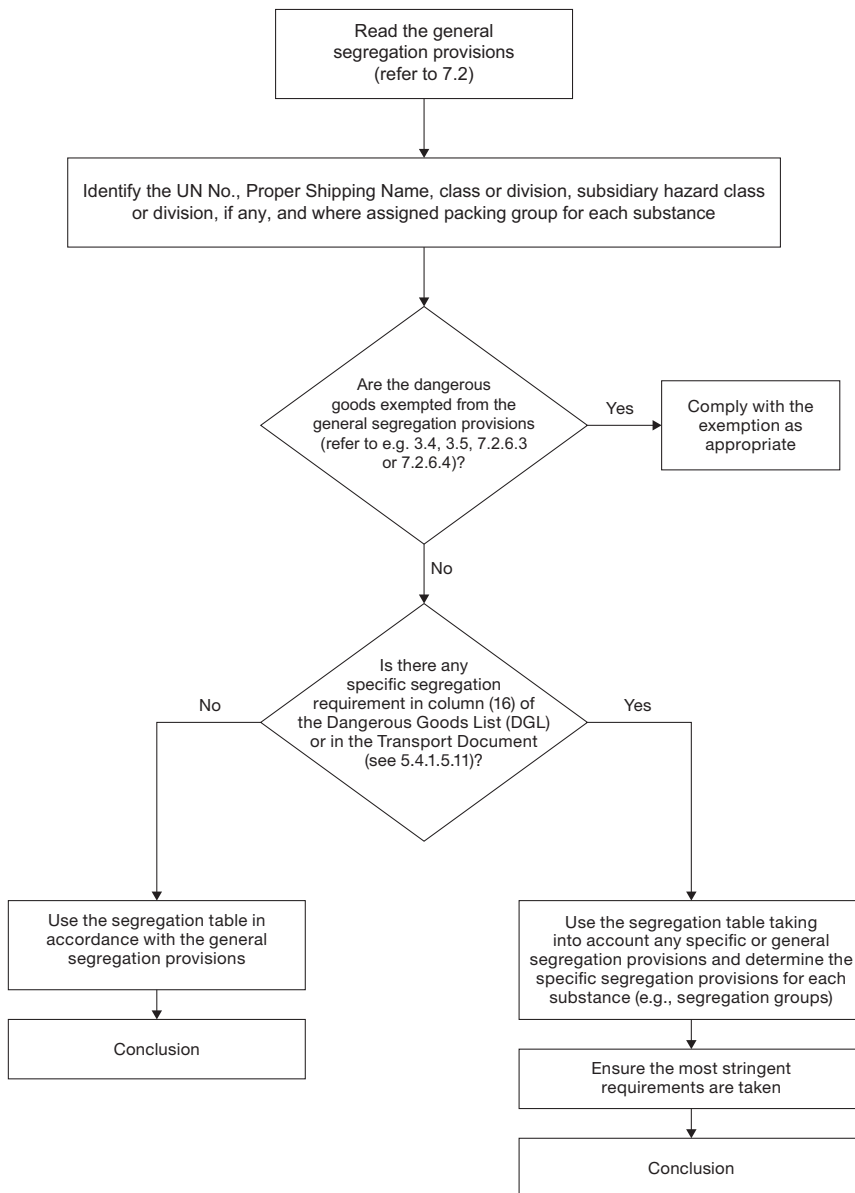 Read the general
segregation provisions
(refer to 7.2)
Identify the UN No., Proper Shipping Name, class or division, subsidiary hazard class
or division, if any, and where assigned packing group for each substance
Are the dangerous
goods exempted from the
general segregation provisions
(refer to e.g. 3.4, 3.5, 7.2.6.3
or 7.2.6.4)?
Yes
Comply with the
exemption as
appropriate
No
Is there any
specific segregation
requirement in column (16) of
the Dangerous Goods List (DGL)
or in the Transport Document
(see 5.4.1.5.11)?
No
Yes
Use the segregation table in
accordance with the general
segregation provisions
Conclusion
Use the segregation table taking
into account any specific or general
segregation provisions and determine the
specific segregation provisions for each
substance (e.g., segregation groups)
Ensure the most stringent
requirements are taken
Conclusion